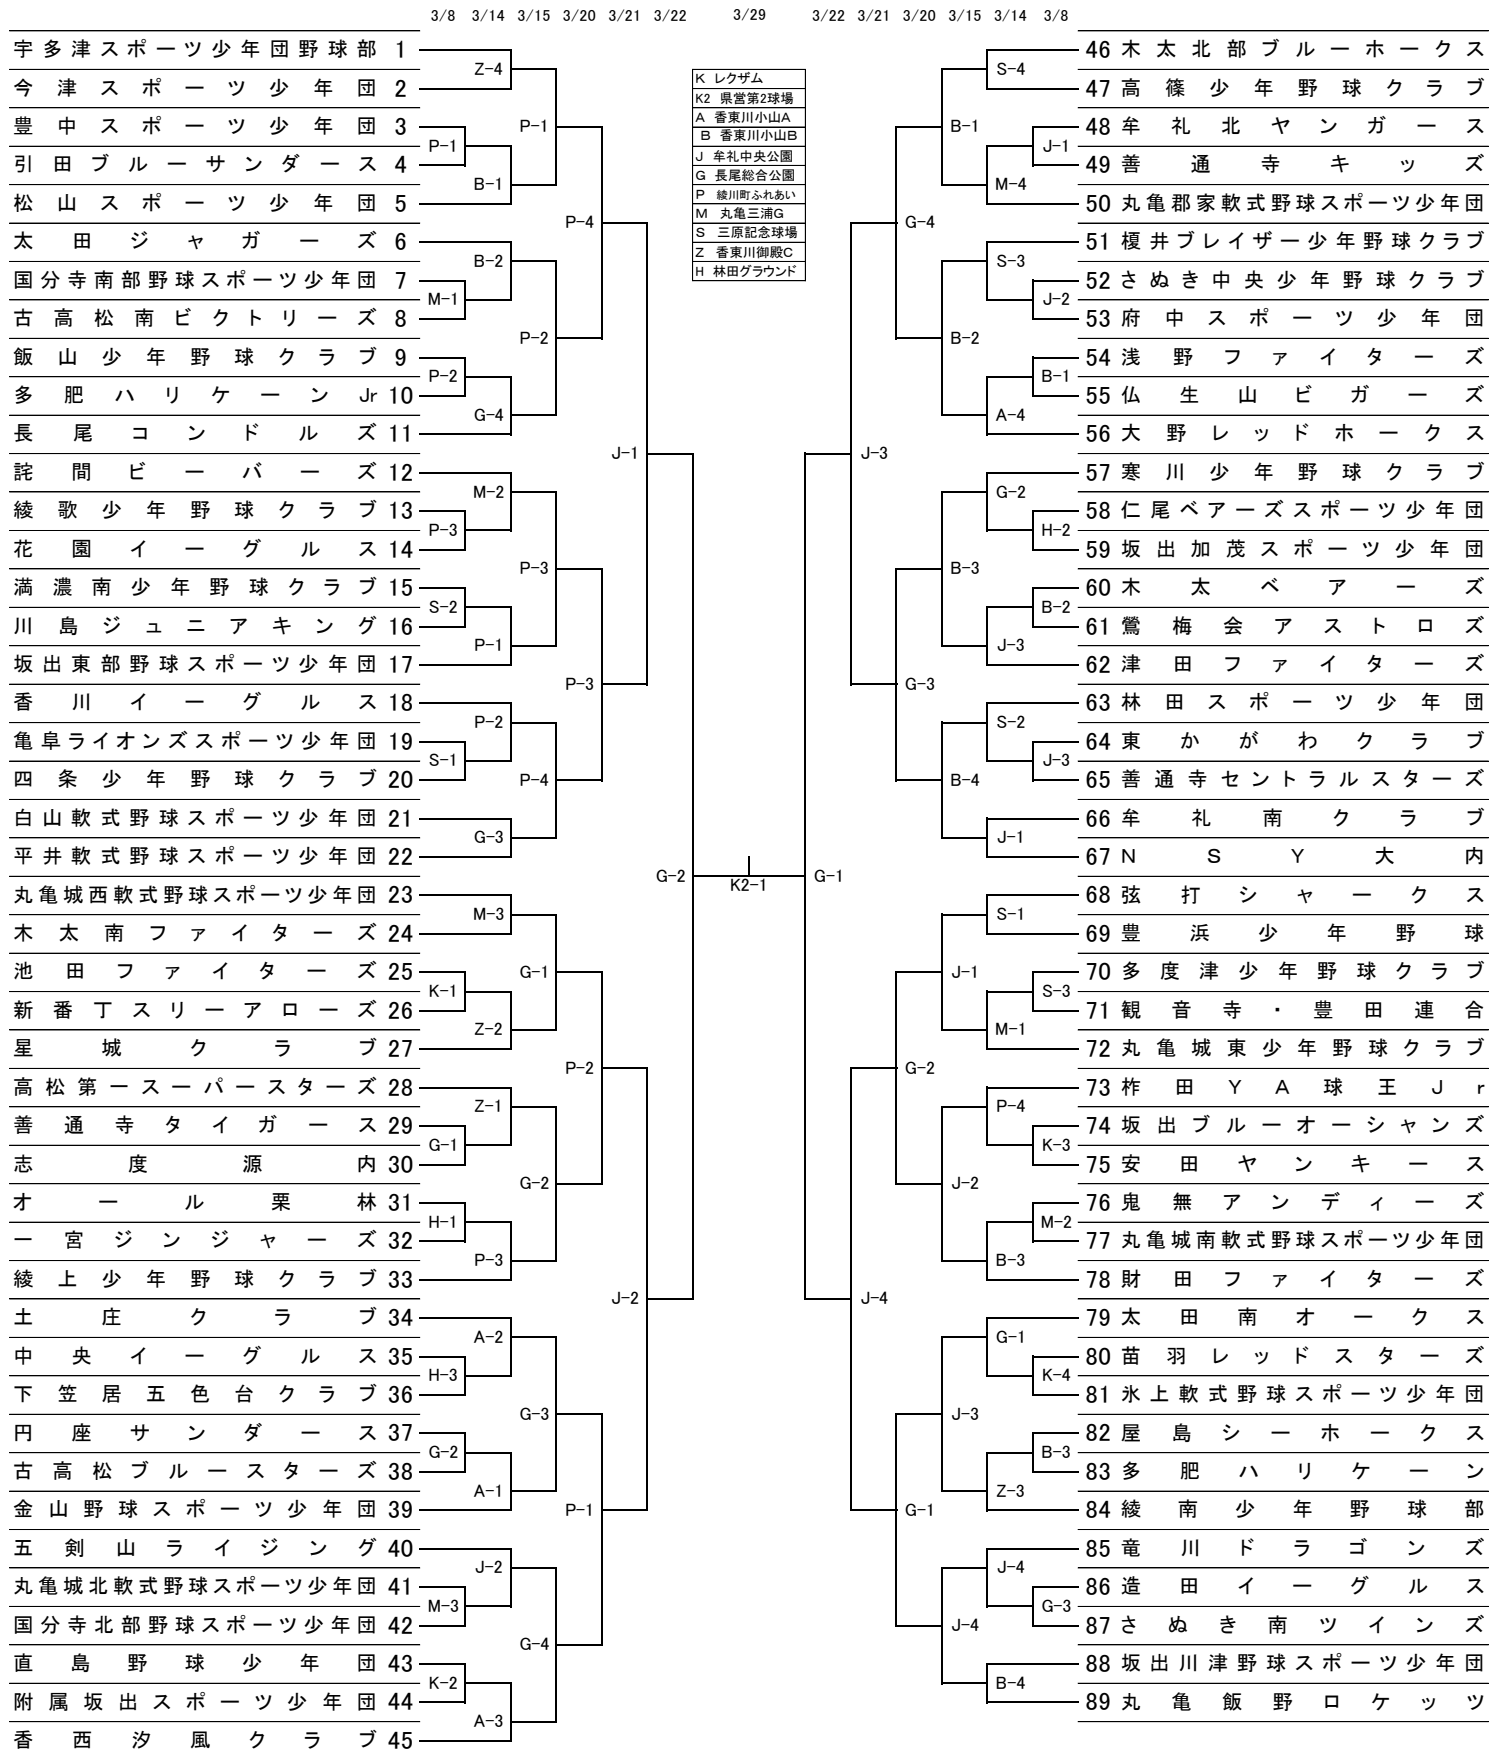 3/8 3/14 3/15 3/20 3/21 3/22 3/29 3/22 3/21 3/20 3/15 3/14 3/8
K レクザム
K2 県営第2球場
A 香東川小山A
B 香東川小山B
J 牟礼中央公園
G 長尾総合公園
P 綾川町ふれあい
M 丸亀三浦G
S 三原記念球場
Z 香東川御殿C
H 林田グラウンド
宇多津スポーツ少年団野球部 1
今津スポーツ少年団 2
豊中スポーツ少年団 3
引田ブルーサンダース 4
松山スポーツ少年団 5
太田ジャガーズ 6
国分寺南部野球スポーツ少年団 7
古高松南ビクトリーズ 8
飯山少年野球クラブ 9
多肥ハリケーンJr 10
長尾コンドルズ 11
詫間ビーバーズ 12
綾歌少年野球クラブ 13
花園イーグルス 14
満濃南少年野球クラブ 15
川島ジュニアキング 16
坂出東部野球スポーツ少年団 17
香川イーグルス 18
亀阜ライオンズスポーツ少年団 19
四条少年野球クラブ 20
白山軟式野球スポーツ少年団 21
平井軟式野球スポーツ少年団 22
丸亀城西軟式野球スポーツ少年団 23
木太南ファイターズ 24
池田ファイターズ 25
新番丁スリーアローズ 26
星城クラブ 27
高松第一スーパースターズ 28
善通寺タイガース 29
志度源内 30
オール栗林 31
一宮ジンジャーズ 32
綾上少年野球クラブ 33
土庄クラブ 34
中央イーグルス 35
下笠居五色台クラブ 36
円座サンダース 37
古高松ブルースターズ 38
金山野球スポーツ少年団 39
五剣山ライジング 40
丸亀城北軟式野球スポーツ少年団 41
国分寺北部野球スポーツ少年団 42
直島野球少年団 43
附属坂出スポーツ少年団 44
香西汐風クラブ 45
P-1
M-1
P-2
P-3
S-2
S-1
K-1
G-1
H-1
H-3
G-2
M-3
K-2
Z-4
B-1
B-2
G-4
M-2
P-1
P-2
G-3
M-3
Z-2
Z-1
P-3
A-2
A-1
J-2
A-3
P-1
P-2
P-3
P-4
G-1
G-2
G-3
G-4
P-4
P-3
P-2
P-1
J-1
J-2
G-2
K2-1
G-1
J-3
J-4
G-4
G-3
G-2
G-1
B-1
B-2
B-3
B-4
J-1
J-2
J-3
J-4
S-4
M-4
S-3
A-4
G-2
J-3
S-2
J-1
S-1
M-1
P-4
B-3
G-1
Z-3
J-4
B-4
J-1
J-2
B-1
H-2
B-2
J-3
S-3
K-3
M-2
K-4
B-3
G-3
46 木太北部ブルーホークス
47 高篠少年野球クラブ
48 牟礼北ヤンガース
49 善通寺キッズ
50 丸亀郡家軟式野球スポーツ少年団
51 榎井ブレイザー少年野球クラブ
52 さぬき中央少年野球クラブ
53 府中スポーツ少年団
54 浅野ファイターズ
55 仏生山ビガーズ
56 大野レッドホークス
57 寒川少年野球クラブ
58 仁尾ベアーズスポーツ少年団
59 坂出加茂スポーツ少年団
60 木太ベアーズ
61 鶯梅会アストロズ
62 津田ファイターズ
63 林田スポーツ少年団
64 東かがわクラブ
65 善通寺セントラルスターズ
66 牟礼南クラブ
67 NSY大内
68 弦打シャークス
69 豊浜少年野球
70 多度津少年野球クラブ
71 観音寺・豊田連合
72 丸亀城東少年野球クラブ
73 柞田YA球王Jr
74 坂出ブルーオーシャンズ
75 安田ヤンキース
76 鬼無アンディーズ
77 丸亀城南軟式野球スポーツ少年団
78 財田ファイターズ
79 太田南オークス
80 苗羽レッドスターズ
81 氷上軟式野球スポーツ少年団
82 屋島シーホークス
83 多肥ハリケーン
84 綾南少年野球部
85 竜川ドラゴンズ
86 造田イーグルス
87 さぬき南ツインズ
88 坂出川津野球スポーツ少年団
89 丸亀飯野ロケッツ